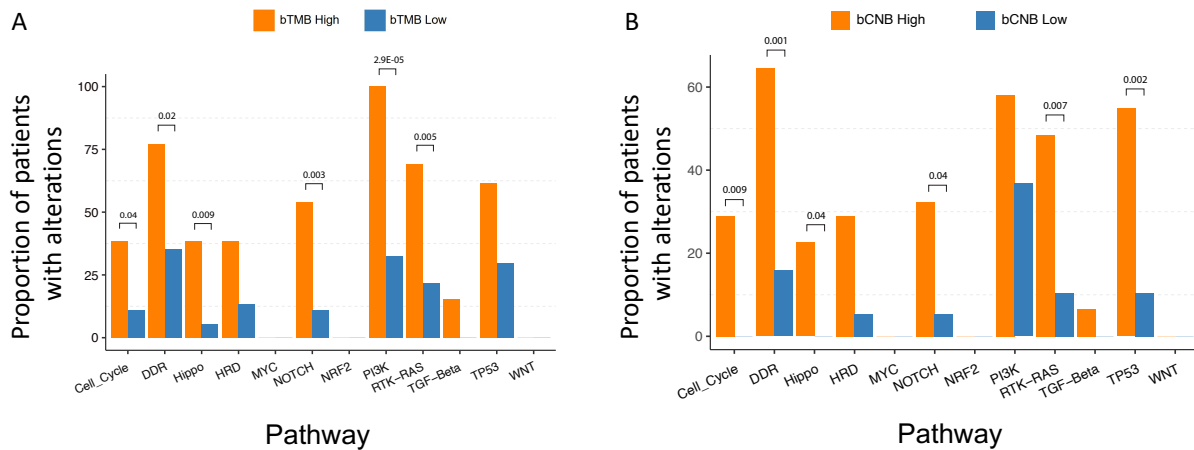 A
bTMB High
bTMB Low
Proportion of patients
with alterations
100
75
50
25
0
0.04
0.02
0.009
0.003
2.9E-05
0.005
Cell_Cycle
DDR
Hippo
HRD
MYC
NOTCH
NRF2
PI3K
RTK-RAS
TGF-Beta
TP53
WNT
Pathway
B
bCNB High
bCNB Low
Proportion of patients
with alterations
60
40
20
0
0.009
0.001
0.04
0.04
0.007
0.002
Cell_Cycle
DDR
Hippo
HRD
MYC
NOTCH
NRF2
PI3K
RTK-RAS
TGF-Beta
TP53
WNT
Pathway